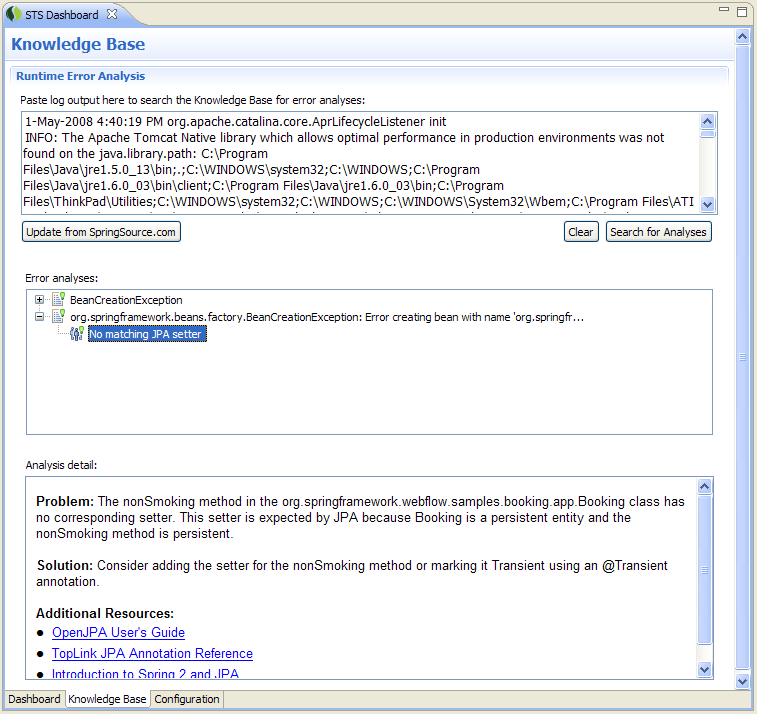 STS Dashboard
Knowledge Base
Runtime Error Analysis
Paste log output here to search the Knowledge Base for error analyses:
1-May-2008 4:40:19 PM org.apache.catalina.core.AprLifecycleListener init
INFO: The Apache Tomcat Native library which allows optimal performance in production environments was not
found on the java.library.path: C:\Program
Files\Java\jre1.5.0_13\bin;.;C:\WINDOWS\system32;C:\WINDOWS;C:\Program
Files\Java\jre1.6.0_03\bin\client;C:\Program Files\Java\jre1.6.0_03\bin;C:\Program
Files\ThinkPad\Utilities;C:\WINDOWS\system32;C:\WINDOWS;C:\WINDOWS\System32\Wbem;C:\Program Files\ATI
Update from SpringSource.com
Clear
Search for Analyses
Error analyses:
BeanCreationException
org.springframework.beans.factory.BeanCreationException: Error creating bean with name 'org.springfr...
No matching JPA setter
Analysis detail:
Problem: The nonSmoking method in the org.springframework.webflow.samples.booking.app.Booking class has
no corresponding setter. This setter is expected by JPA because Booking is a persistent entity and the
nonSmoking method is persistent.
Solution: Consider adding the setter for the nonSmoking method or marking it Transient using an @Transient
annotation.
Additional Resources:
● OpenJPA User's Guide
● TopLink JPA Annotation Reference
● Introduction to Spring 2 and JPA
Dashboard
Knowledge Base
Configuration